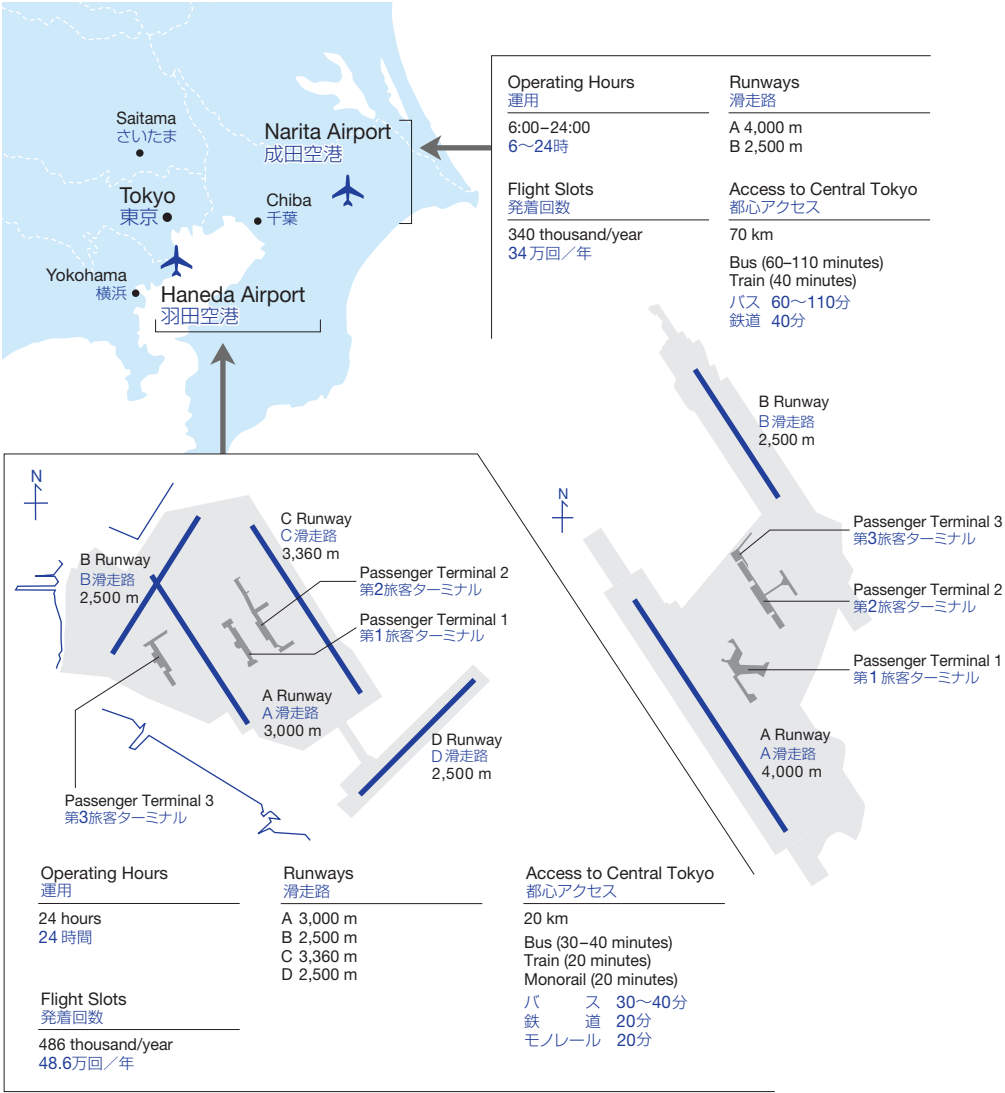 Saitama
さいたま
Tokyo
東京
Yokohama
横浜
Narita Airport
成田空港
Chiba
千葉
Haneda Airport
羽田空港
Operating Hours
運用
6:00–24:00
6〜24時
Runways
滑走路
A 4,000 m
B 2,500 m
Flight Slots
発着回数
340 thousand/year
34万回／年
Access to Central Tokyo
都心アクセス
70 km
Bus (60–110 minutes)
Train (40 minutes)
バス 60〜110分
鉄道 40分
B Runway
B滑走路
2,500 m
N
Passenger Terminal 3
第3旅客ターミナル
Passenger Terminal 2
第2旅客ターミナル
Passenger Terminal 1
第1旅客ターミナル
A Runway
A滑走路
4,000 m
N
C Runway
C滑走路
3,360 m
B Runway
B滑走路
2,500 m
Passenger Terminal 2
第2旅客ターミナル
Passenger Terminal 1
第1旅客ターミナル
A Runway
A滑走路
3,000 m
D Runway
D滑走路
2,500 m
Passenger Terminal 3
第3旅客ターミナル
Operating Hours
運用
24 hours
24時間
Flight Slots
発着回数
486 thousand/year
48.6万回／年
Runways
滑走路
A 3,000 m
B 2,500 m
C 3,360 m
D 2,500 m
Access to Central Tokyo
都心アクセス
20 km
Bus (30–40 minutes)
Train (20 minutes)
Monorail (20 minutes)
バス 30〜40分
鉄道 20分
モノレール 20分